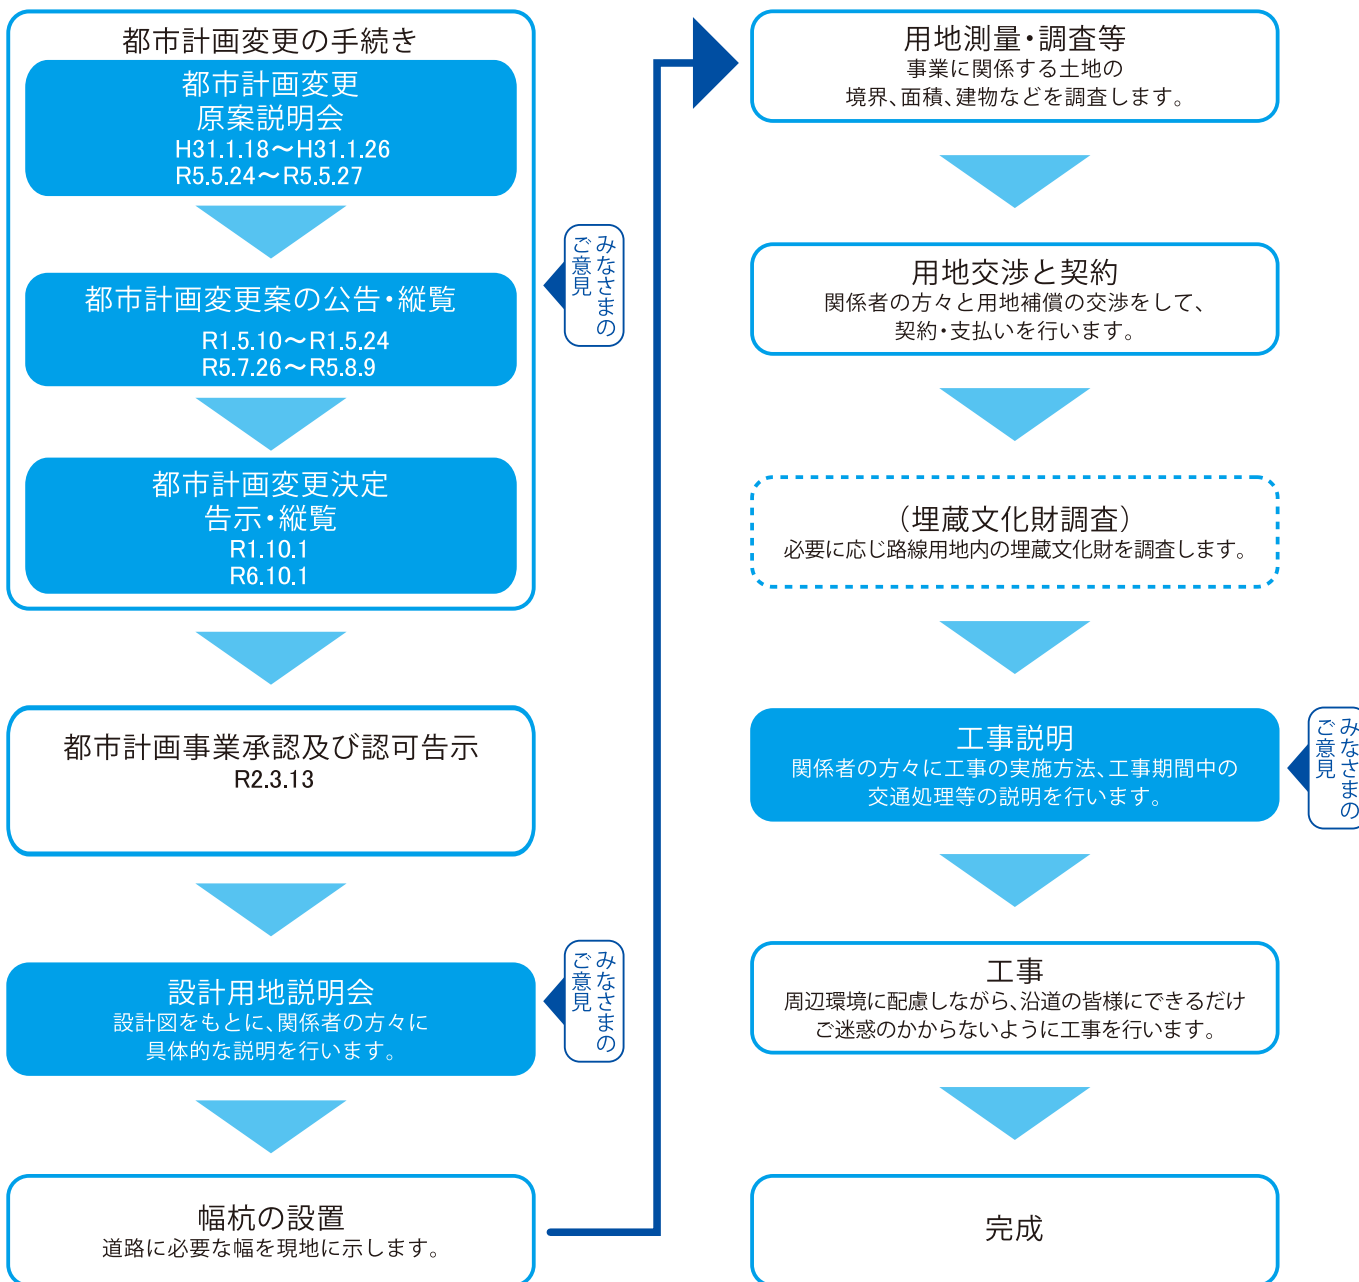 都市計画変更の手続き
都市計画変更
原案説明会
H31.1.18～H31.1.26
R5.5.24～R5.5.27
みなさまの
ご意見
都市計画変更案の公告・縦覧
R1.5.10～R1.5.24
R5.7.26～R5.8.9
都市計画変更決定
告示・縦覧
R1.10.1
R6.10.1
都市計画事業承認及び認可告示
R2.3.13
設計用地説明会
設計図をもとに、関係者の方々に
具体的な説明を行います。
みなさまの
ご意見
幅杭の設置
道路に必要な幅を現地に示します。
用地測量・調査等
事業に関係する土地の
境界、面積、建物などを調査します。
用地交渉と契約
関係者の方々と用地補償の交渉をして、
契約・支払いを行います。
（埋蔵文化財調査）
必要に応じ路線用地内の埋蔵文化財を調査します。
工事説明
関係者の方々に工事の実施方法、工事期間中の
交通処理等の説明を行います。
みなさまの
ご意見
工事
周辺環境に配慮しながら、沿道の皆様にできるだけ
ご迷惑のかからないように工事を行います。
完成